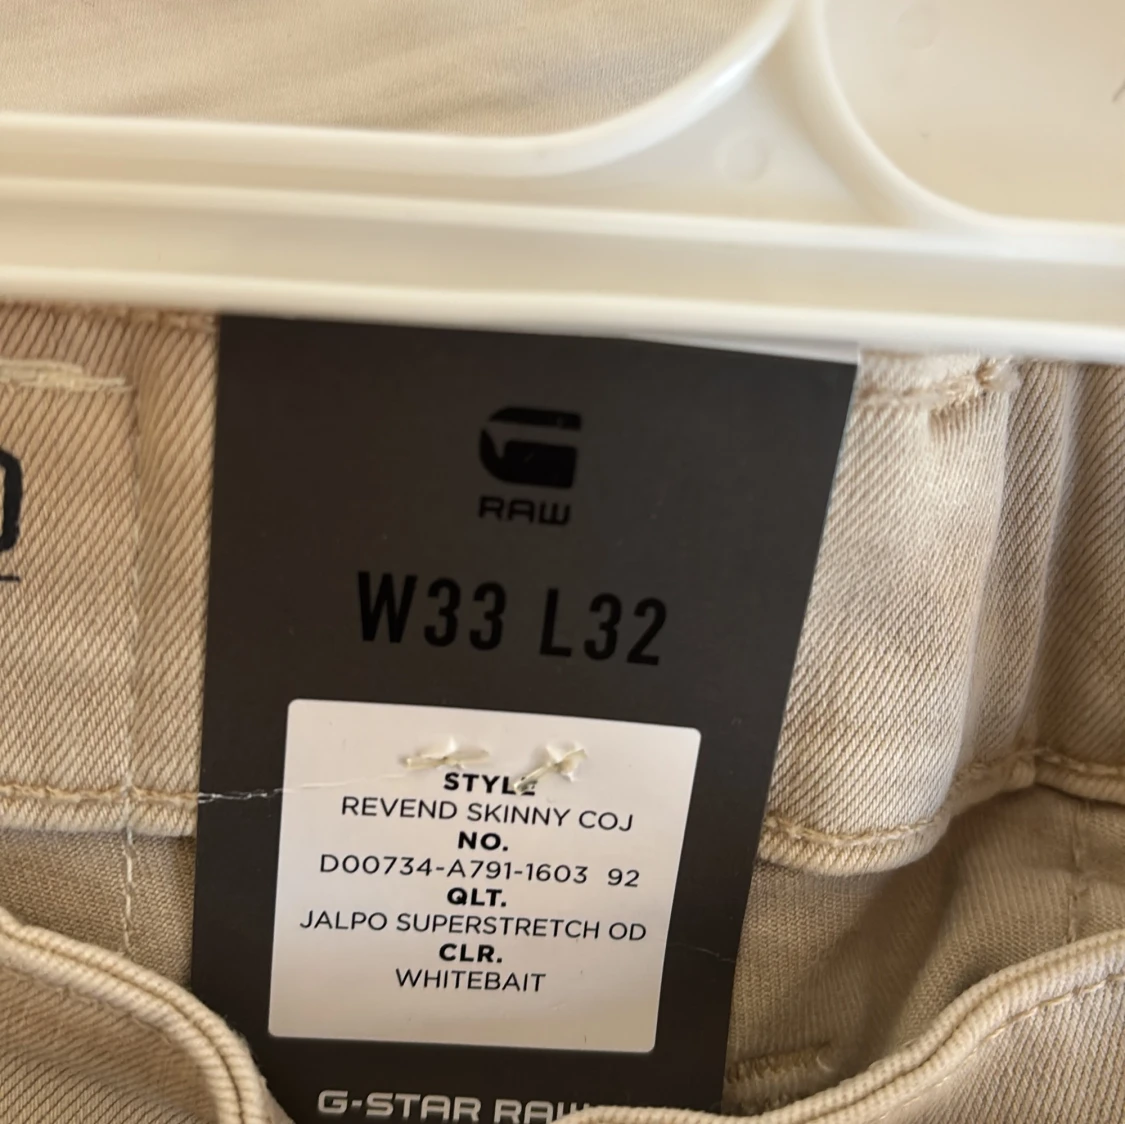 RAW
W33 L32
STYLE
REVEND SKINNY COJ
NO.
D00734-A791-1603 92
QLT.
JALPO SUPERSTRETCH OD
CLR.
WHITEBAIT
G-STAR RAW